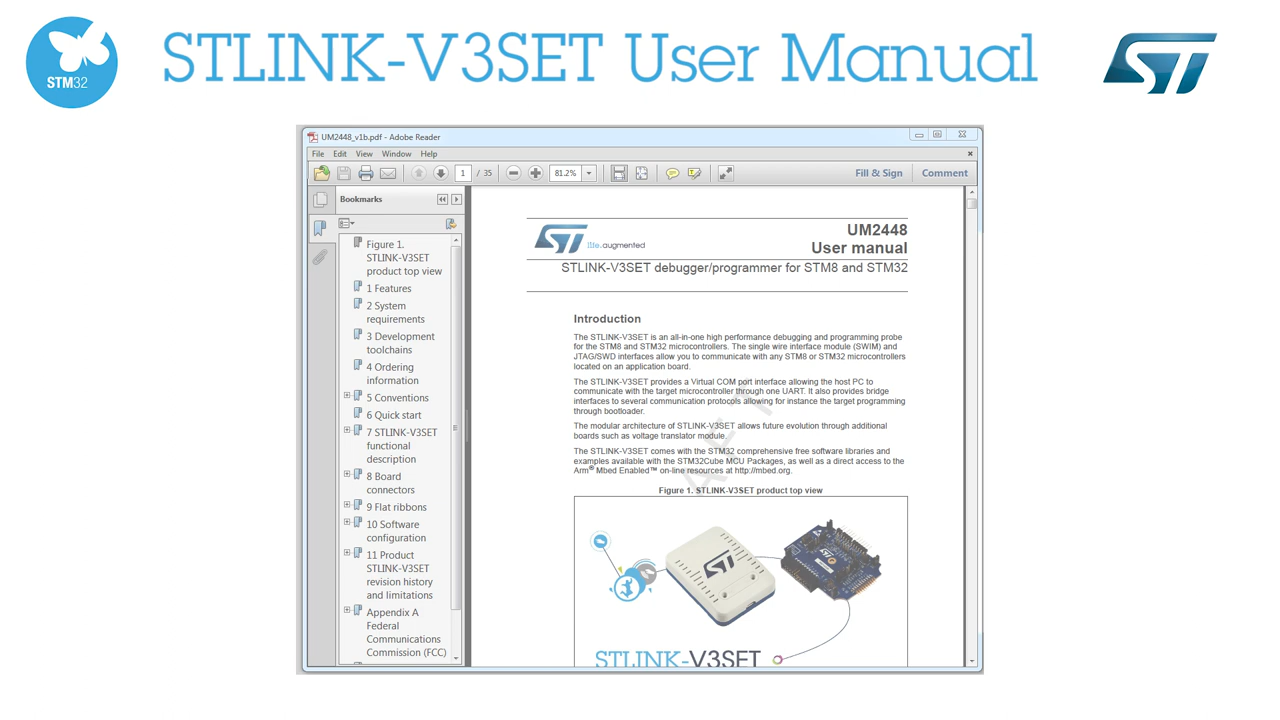 STM32
STLINK-V3SET User Manual
ST
UM2448_v1b.pdf - Adobe Reader
File Edit View Window Help
1 / 35 81.2% Fill & Sign Comment
Bookmarks
Figure 1.
STLINK-V3SET
product top view
1 Features
2 System
requirements
3 Development
toolchains
4 Ordering
information
5 Conventions
6 Quick start
7 STLINK-V3SET
functional
description
8 Board
connectors
9 Flat ribbons
10 Software
configuration
11 Product
STLINK-V3SET
revision history
and limitations
Appendix A
Federal
Communications
Commission (FCC)
ST life.augmented
UM2448
User manual
STLINK-V3SET debugger/programmer for STM8 and STM32
Introduction
The STLINK-V3SET is an all-in-one high performance debugging and programming probe
for the STM8 and STM32 microcontrollers. The single wire interface module (SWIM) and
JTAG/SWD interfaces allow you to communicate with any STM8 or STM32 microcontrollers
located on an application board.
The STLINK-V3SET provides a Virtual COM port interface allowing the host PC to
communicate with the target microcontroller through one UART. It also provides bridge
interfaces to several communication protocols allowing for instance the target programming
through bootloader.
The modular architecture of STLINK-V3SET allows future evolution through additional
boards such as voltage translator module.
The STLINK-V3SET comes with the STM32 comprehensive free software libraries and
examples available with the STM32Cube MCU Packages, as well as a direct access to the
Arm® Mbed Enabled™ on-line resources at http://mbed.org.
Figure 1. STLINK-V3SET product top view
ST
ST
STLINK-V3SET